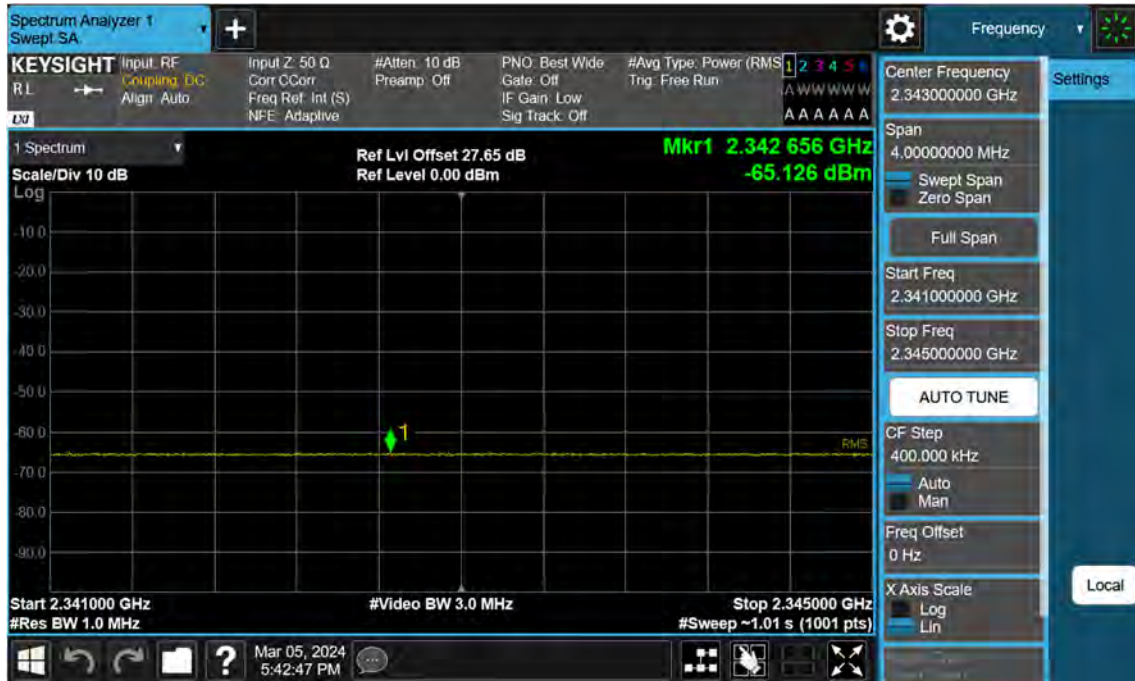 Spectrum Analyzer 1
Swept SA
+
Frequency
KEYSIGHT
RL
LXI
Input: RF
Coupling: DC
Align: Auto
Input Z: 50 Ω
Corr CCorr
Freq Ref: Int (S)
NFE: Adaptive
#Atten: 10 dB
Preamp: Off
PNO: Best Wide
Gate: Off
IF Gain: Low
Sig Track: Off
#Avg Type: Power (RMS
Trig: Free Run
1 2 3 4 5 6
A W W W W W
A A A A A A
1 Spectrum
Scale/Div 10 dB
Log
Ref Lvl Offset 27.65 dB
Ref Level 0.00 dBm
Mkr1 2.342 656 GHz
-65.126 dBm
-10.0
-20.0
-30.0
-40.0
-50.0
-60.0
-70.0
-80.0
-90.0
1
RMS
Start 2.341000 GHz
#Res BW 1.0 MHz
#Video BW 3.0 MHz
Stop 2.345000 GHz
#Sweep ~1.01 s (1001 pts)
Center Frequency
2.343000000 GHz
Span
4.00000000 MHz
Swept Span
Zero Span
Full Span
Start Freq
2.341000000 GHz
Stop Freq
2.345000000 GHz
AUTO TUNE
CF Step
400.000 kHz
Auto
Man
Freq Offset
0 Hz
X Axis Scale
Log
Lin
Settings
Local
?
Mar 05, 2024
5:42:47 PM